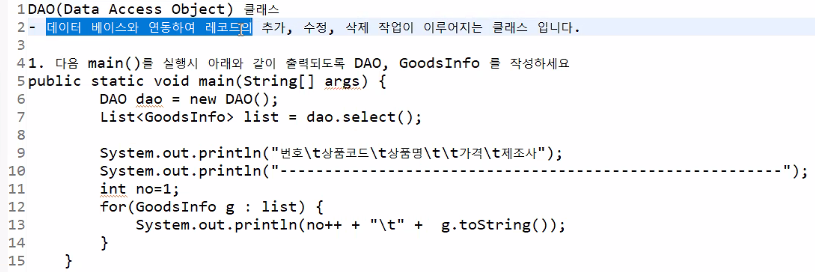 1 DAO(Data Access Object) 클래스
2 - 데이터 베이스와 연동하여 레코드의 추가, 수정, 삭제 작업이 이루어지는 클래스 입니다.
3
4 1. 다음 main()를 실행시 아래와 같이 출력되도록 DAO, GoodsInfo 를 작성하세요
5 public static void main(String[] args) {
6         DAO dao = new DAO();
7         List<GoodsInfo> list = dao.select();
8
9         System.out.println("번호\t상품코드\t상품명\t\t가격\t제조사");
10         System.out.println("--------------------------------------------------------");
11         int no=1;
12         for(GoodsInfo g : list) {
13             System.out.println(no++ + "\t" +  g.toString());
14         }
15     }